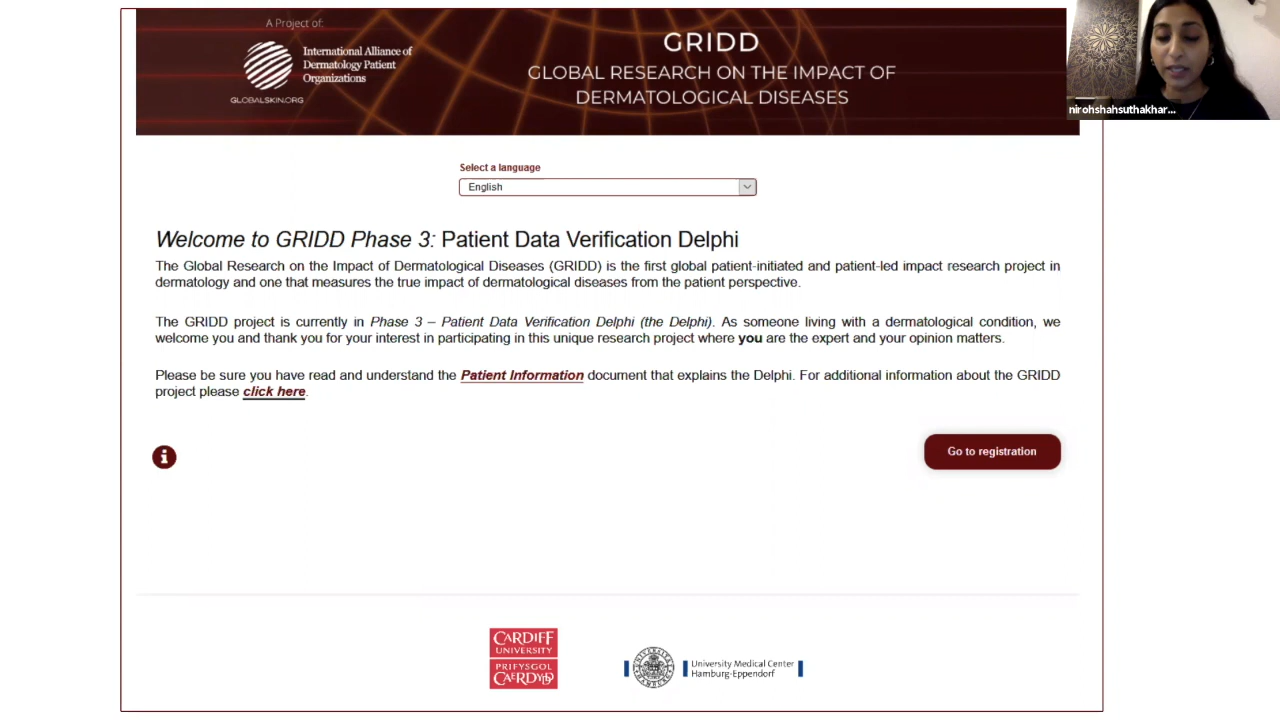 A Project of:
International Alliance of
Dermatology Patient
Organizations
GLOBALSKIN.ORG
GRIDD
GLOBAL RESEARCH ON THE IMPACT OF
DERMATOLOGICAL DISEASES
nirohshahsuthakhar...
Select a language
English
Welcome to GRIDD Phase 3: Patient Data Verification Delphi
The Global Research on the Impact of Dermatological Diseases (GRIDD) is the first global patient-initiated and patient-led impact research project in
dermatology and one that measures the true impact of dermatological diseases from the patient perspective.
The GRIDD project is currently in Phase 3 – Patient Data Verification Delphi (the Delphi). As someone living with a dermatological condition, we
welcome you and thank you for your interest in participating in this unique research project where you are the expert and your opinion matters.
Please be sure you have read and understand the Patient Information document that explains the Delphi. For additional information about the GRIDD
project please click here.
Go to registration
CARDIFF
UNIVERSITY
PRIFYSGOL
CAERDYDD
University Medical Center
Hamburg-Eppendorf